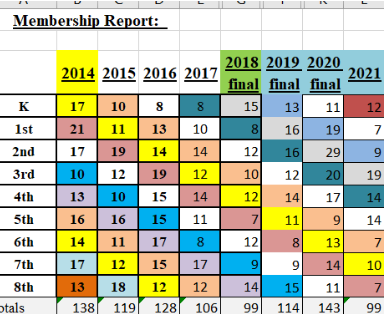 Membership Report:
2014 2015 2016 2017 2018 final 2019 final 2020 final 2021
K 17 10 8 8 15 13 11 12
1st 21 11 13 10 8 16 19 7
2nd 17 19 14 14 12 16 29 9
3rd 10 12 19 12 10 12 20 19
4th 13 10 15 14 12 14 17 14
5th 16 16 15 11 7 11 9 14
6th 14 11 17 8 12 8 13 7
7th 17 12 15 17 9 9 14 10
8th 13 18 12 12 14 15 11 7
otals 138 119 128 106 99 114 143 99